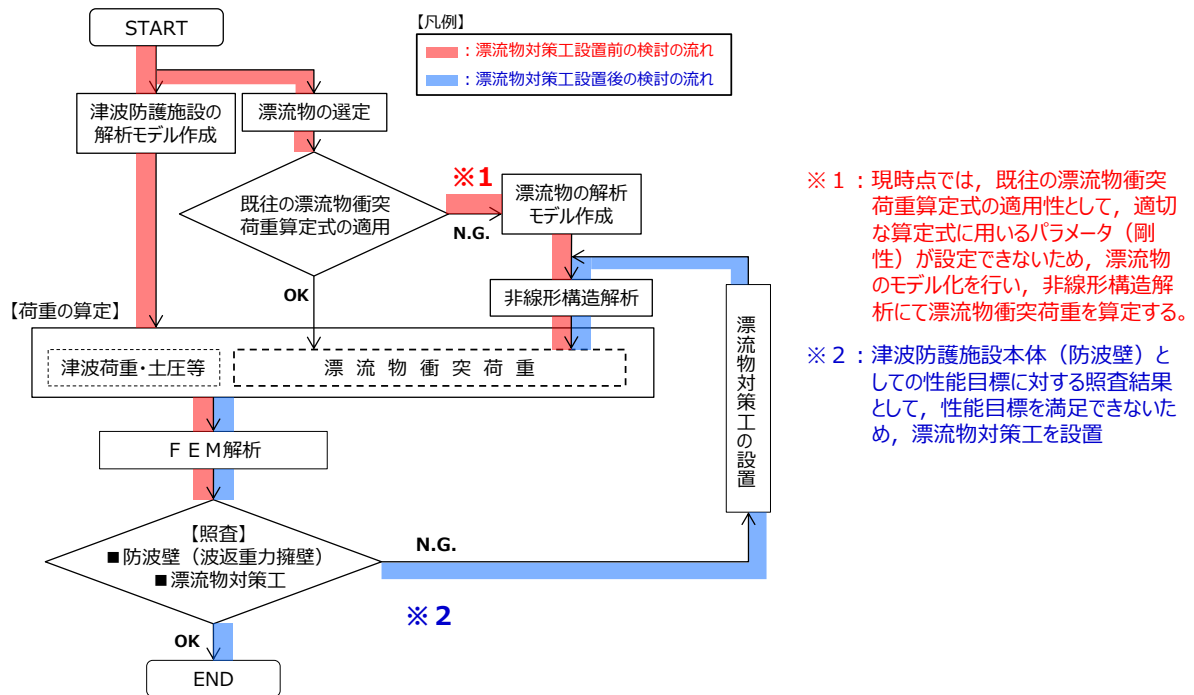 START
【凡例】
：漂流物対策工設置前の検討の流れ
：漂流物対策工設置後の検討の流れ
津波防護施設の
解析モデル作成
漂流物の選定
既往の漂流物衝突
荷重算定式の適用
※1
N.G.
OK
漂流物の解析
モデル作成
非線形構造解析
【荷重の算定】
津波荷重・土圧等
漂流物衝突荷重
漂流物対策工の設置
ＦＥＭ解析
【照査】
■防波壁（波返重力擁壁）
■漂流物対策工
N.G.
※2
OK
END
※１：現時点では，既往の漂流物衝突
荷重算定式の適用性として，適切
な算定式に用いるパラメータ（剛
性）が設定できないため，漂流物
のモデル化を行い，非線形構造解
析にて漂流物衝突荷重を算定する。
※２：津波防護施設本体（防波壁）と
しての性能目標に対する照査結果
として，性能目標を満足できないた
め，漂流物対策工を設置